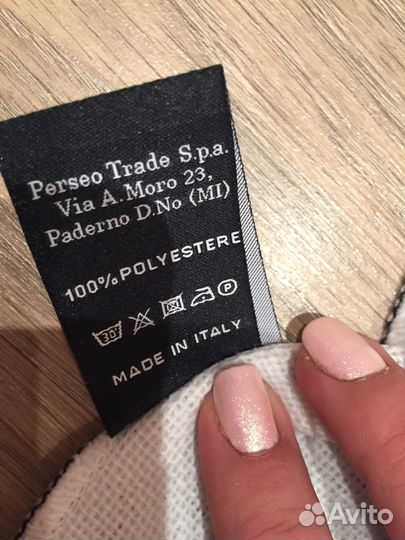 Perseo Trade S.p.a.
Via A. Moro 23,
Paderno D.No (MI)
100% POLYESTERE
30°
P
MADE IN ITALY
Avito